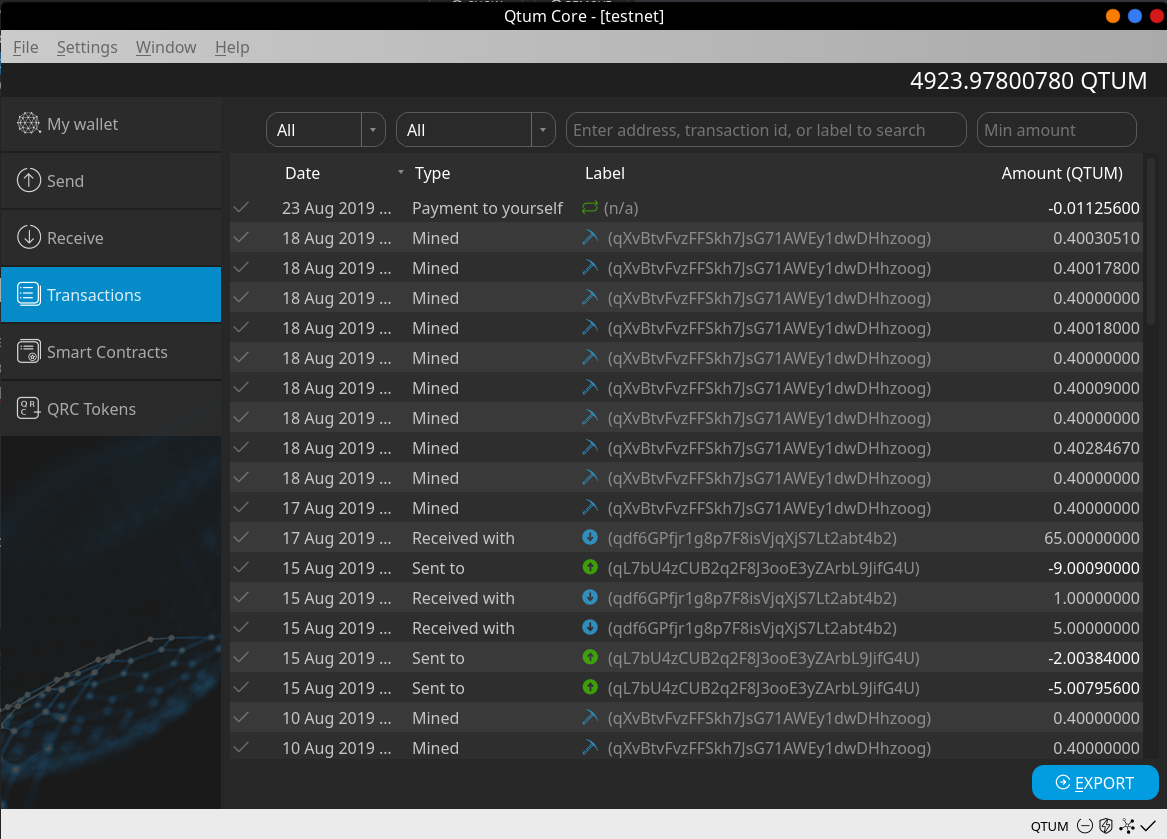 Qtum Core - [testnet]
File Settings Window Help
4923.97800780 QTUM
My wallet
Send
Receive
Transactions
Smart Contracts
QRC Tokens
All All Enter address, transaction id, or label to search Min amount
Date Type Label Amount (QTUM)
23 Aug 2019 ... Payment to yourself (n/a) -0.01125600
18 Aug 2019 ... Mined (qXvBtvFvzFFSkh7JsG71AWEy1dwDHhzoog) 0.40030510
18 Aug 2019 ... Mined (qXvBtvFvzFFSkh7JsG71AWEy1dwDHhzoog) 0.40017800
18 Aug 2019 ... Mined (qXvBtvFvzFFSkh7JsG71AWEy1dwDHhzoog) 0.40000000
18 Aug 2019 ... Mined (qXvBtvFvzFFSkh7JsG71AWEy1dwDHhzoog) 0.40018000
18 Aug 2019 ... Mined (qXvBtvFvzFFSkh7JsG71AWEy1dwDHhzoog) 0.40000000
18 Aug 2019 ... Mined (qXvBtvFvzFFSkh7JsG71AWEy1dwDHhzoog) 0.40009000
18 Aug 2019 ... Mined (qXvBtvFvzFFSkh7JsG71AWEy1dwDHhzoog) 0.40000000
18 Aug 2019 ... Mined (qXvBtvFvzFFSkh7JsG71AWEy1dwDHhzoog) 0.40284670
18 Aug 2019 ... Mined (qXvBtvFvzFFSkh7JsG71AWEy1dwDHhzoog) 0.40000000
17 Aug 2019 ... Mined (qXvBtvFvzFFSkh7JsG71AWEy1dwDHhzoog) 0.40000000
17 Aug 2019 ... Received with (qdf6GPfjr1g8p7F8isVjqXjS7Lt2abt4b2) 65.00000000
15 Aug 2019 ... Sent to (qL7bU4zCUB2q2F8J3ooE3yZArbL9JifG4U) -9.00090000
15 Aug 2019 ... Received with (qdf6GPfjr1g8p7F8isVjqXjS7Lt2abt4b2) 1.00000000
15 Aug 2019 ... Received with (qdf6GPfjr1g8p7F8isVjqXjS7Lt2abt4b2) 5.00000000
15 Aug 2019 ... Sent to (qL7bU4zCUB2q2F8J3ooE3yZArbL9JifG4U) -2.00384000
15 Aug 2019 ... Sent to (qL7bU4zCUB2q2F8J3ooE3yZArbL9JifG4U) -5.00795600
10 Aug 2019 ... Mined (qXvBtvFvzFFSkh7JsG71AWEy1dwDHhzoog) 0.40000000
10 Aug 2019 ... Mined (qXvBtvFvzFFSkh7JsG71AWEy1dwDHhzoog) 0.40000000
EXPORT
QTUM